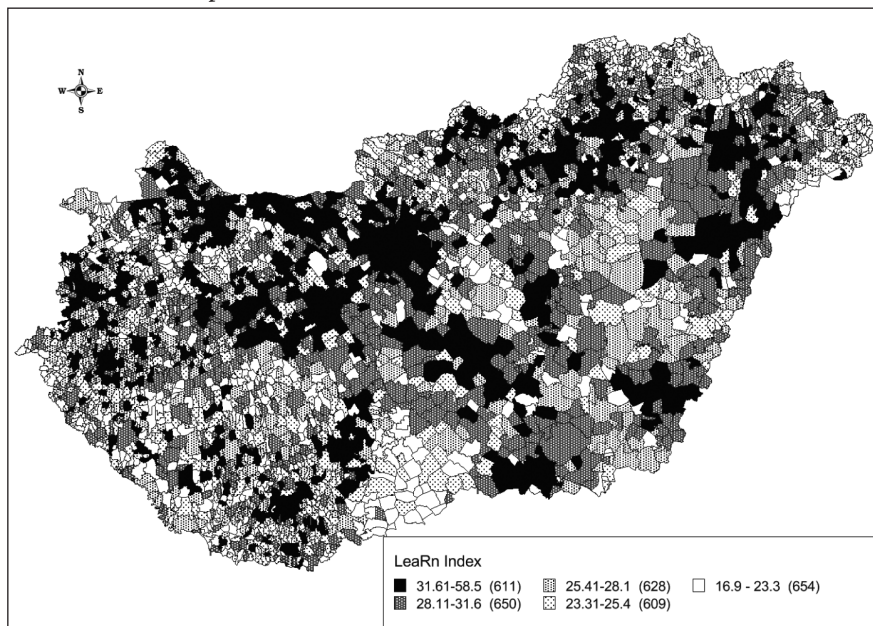 N
W E
S
LeaRn Index
31.61-58.5 (611) 25.41-28.1 (628) 16.9 - 23.3 (654)
28.11-31.6 (650) 23.31-25.4 (609)